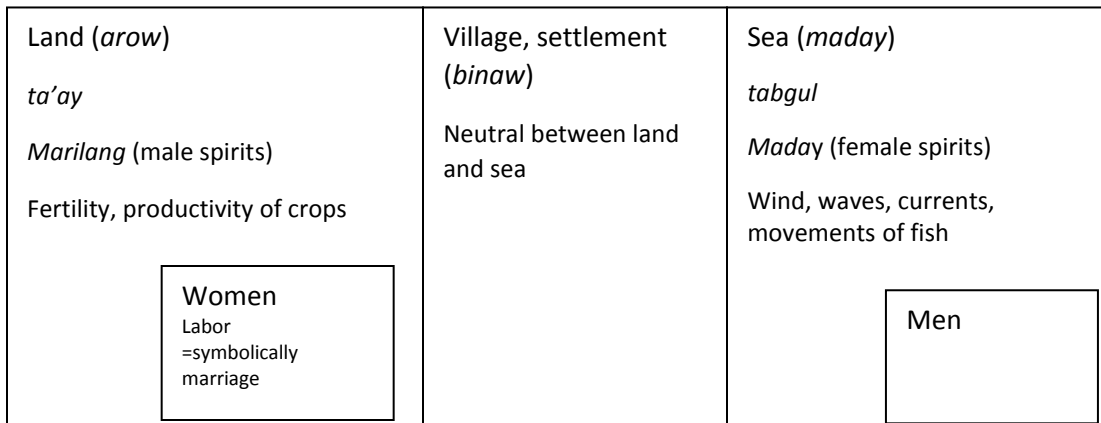 Land (arow)
ta’ay
Marilang (male spirits)
Fertility, productivity of crops
Women
Labor
=symbolically
marriage
Village, settlement
(binaw)
Neutral between land
and sea
Sea (maday)
tabgul
Maday (female spirits)
Wind, waves, currents,
movements of fish
Men